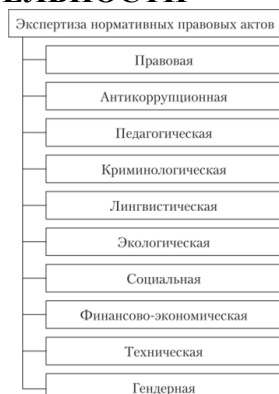 Экспертиза нормативных правовых актов
Правовая
Антикоррупционная
Педагогическая
Криминологическая
Лингвистическая
Экологическая
Социальная
Финансово-экономическая
Техническая
Гендерная